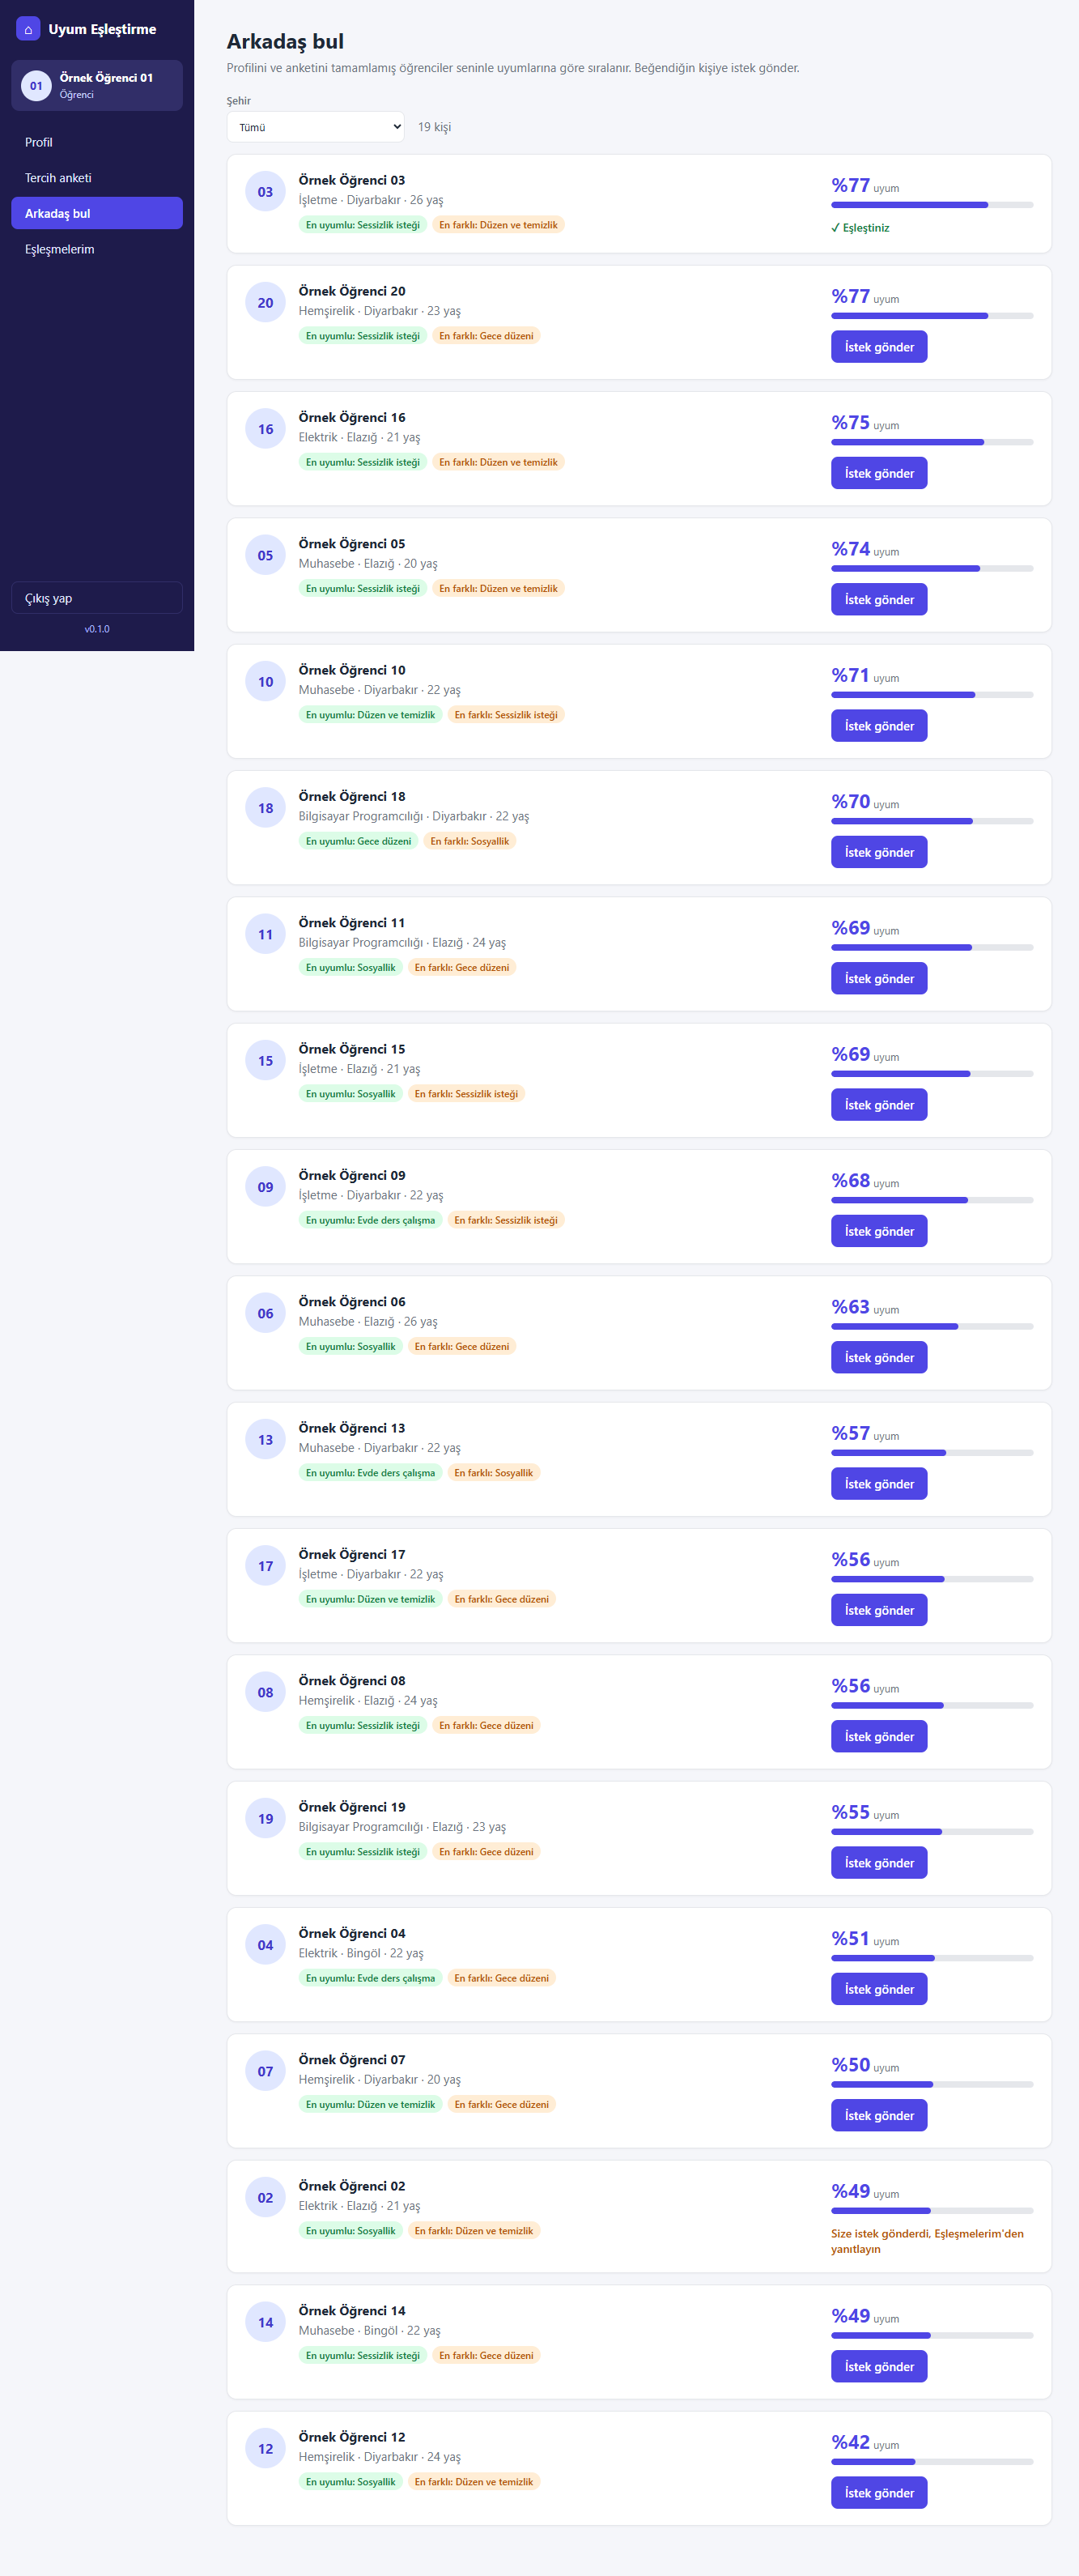 Uyum Eşleştirme
01
Örnek Öğrenci 01
Öğrenci
Profil
Tercih anketi
Arkadaş bul
Eşleşmelerim
Çıkış yap
v0.1.0
Arkadaş bul
Profilini ve anketini tamamlamış öğrenciler seninle uyumlarına göre sıralanır. Beğendiğin kişiye istek gönder.
Şehir
Tümü
19 kişi
03
Örnek Öğrenci 03
İşletme · Diyarbakır · 26 yaş
En uyumlu: Sessizlik isteği En farklı: Düzen ve temizlik
%77 uyum
✓ Eşleştiniz
20
Örnek Öğrenci 20
Hemşirelik · Diyarbakır · 23 yaş
En uyumlu: Sessizlik isteği En farklı: Gece düzeni
%77 uyum
İstek gönder
16
Örnek Öğrenci 16
Elektrik · Elazığ · 21 yaş
En uyumlu: Sessizlik isteği En farklı: Düzen ve temizlik
%75 uyum
İstek gönder
05
Örnek Öğrenci 05
Muhasebe · Elazığ · 20 yaş
En uyumlu: Sessizlik isteği En farklı: Düzen ve temizlik
%74 uyum
İstek gönder
10
Örnek Öğrenci 10
Muhasebe · Diyarbakır · 22 yaş
En uyumlu: Düzen ve temizlik En farklı: Sessizlik isteği
%71 uyum
İstek gönder
18
Örnek Öğrenci 18
Bilgisayar Programcılığı · Diyarbakır · 22 yaş
En uyumlu: Gece düzeni En farklı: Sosyallik
%70 uyum
İstek gönder
11
Örnek Öğrenci 11
Bilgisayar Programcılığı · Elazığ · 24 yaş
En uyumlu: Sosyallik En farklı: Gece düzeni
%69 uyum
İstek gönder
15
Örnek Öğrenci 15
İşletme · Elazığ · 21 yaş
En uyumlu: Sosyallik En farklı: Sessizlik isteği
%69 uyum
İstek gönder
09
Örnek Öğrenci 09
İşletme · Diyarbakır · 22 yaş
En uyumlu: Evde ders çalışma En farklı: Sessizlik isteği
%68 uyum
İstek gönder
06
Örnek Öğrenci 06
Muhasebe · Elazığ · 26 yaş
En uyumlu: Sosyallik En farklı: Gece düzeni
%63 uyum
İstek gönder
13
Örnek Öğrenci 13
Muhasebe · Diyarbakır · 22 yaş
En uyumlu: Evde ders çalışma En farklı: Sosyallik
%57 uyum
İstek gönder
17
Örnek Öğrenci 17
İşletme · Diyarbakır · 22 yaş
En uyumlu: Düzen ve temizlik En farklı: Gece düzeni
%56 uyum
İstek gönder
08
Örnek Öğrenci 08
Hemşirelik · Elazığ · 24 yaş
En uyumlu: Sessizlik isteği En farklı: Gece düzeni
%56 uyum
İstek gönder
19
Örnek Öğrenci 19
Bilgisayar Programcılığı · Elazığ · 23 yaş
En uyumlu: Sessizlik isteği En farklı: Gece düzeni
%55 uyum
İstek gönder
04
Örnek Öğrenci 04
Elektrik · Bingöl · 22 yaş
En uyumlu: Evde ders çalışma En farklı: Gece düzeni
%51 uyum
İstek gönder
07
Örnek Öğrenci 07
Hemşirelik · Diyarbakır · 20 yaş
En uyumlu: Düzen ve temizlik En farklı: Gece düzeni
%50 uyum
İstek gönder
02
Örnek Öğrenci 02
Elektrik · Elazığ · 21 yaş
En uyumlu: Sosyallik En farklı: Düzen ve temizlik
%49 uyum
Size istek gönderdi, Eşleşmelerim'den
yanıtlayın
14
Örnek Öğrenci 14
Muhasebe · Bingöl · 22 yaş
En uyumlu: Sessizlik isteği En farklı: Gece düzeni
%49 uyum
İstek gönder
12
Örnek Öğrenci 12
Hemşirelik · Diyarbakır · 24 yaş
En uyumlu: Sosyallik En farklı: Düzen ve temizlik
%42 uyum
İstek gönder